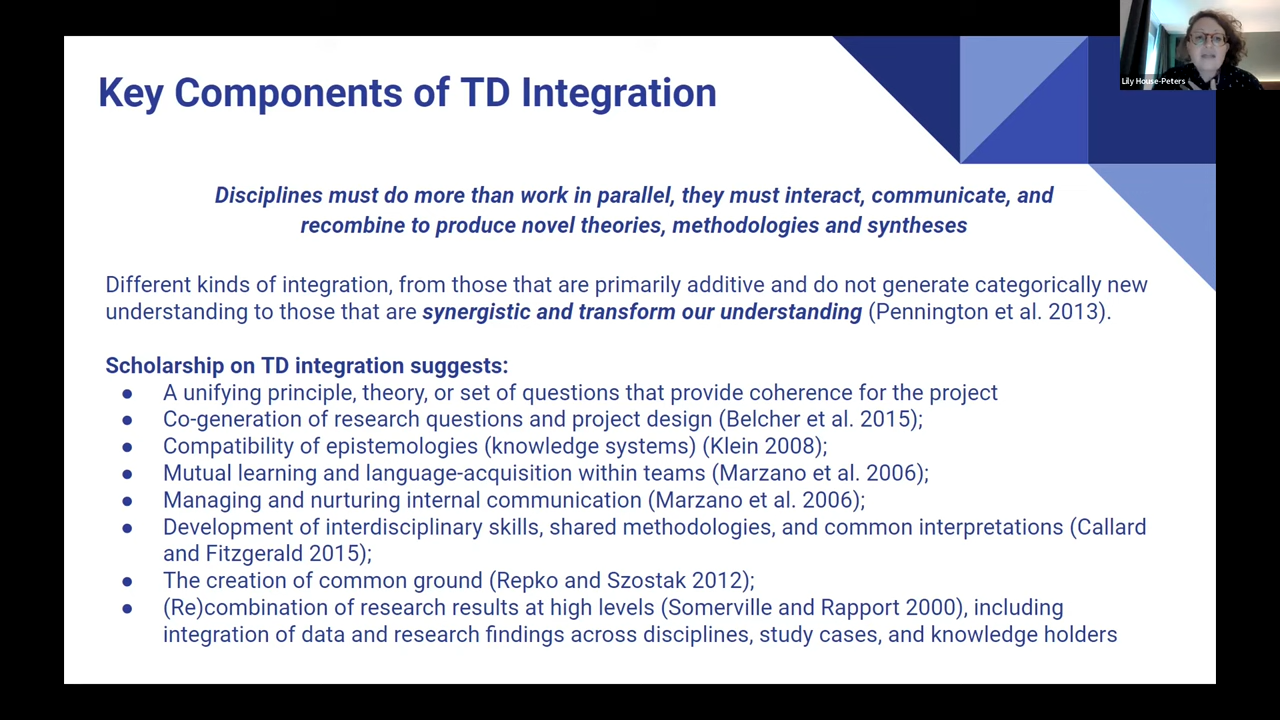 Lily House-Peters
Key Components of TD Integration
Disciplines must do more than work in parallel, they must interact, communicate, and
recombine to produce novel theories, methodologies and syntheses
Different kinds of integration, from those that are primarily additive and do not generate categorically new
understanding to those that are synergistic and transform our understanding (Pennington et al. 2013).
Scholarship on TD integration suggests:
● A unifying principle, theory, or set of questions that provide coherence for the project
● Co-generation of research questions and project design (Belcher et al. 2015);
● Compatibility of epistemologies (knowledge systems) (Klein 2008);
● Mutual learning and language-acquisition within teams (Marzano et al. 2006);
● Managing and nurturing internal communication (Marzano et al. 2006);
● Development of interdisciplinary skills, shared methodologies, and common interpretations (Callard
and Fitzgerald 2015);
● The creation of common ground (Repko and Szostak 2012);
● (Re)combination of research results at high levels (Somerville and Rapport 2000), including
integration of data and research findings across disciplines, study cases, and knowledge holders